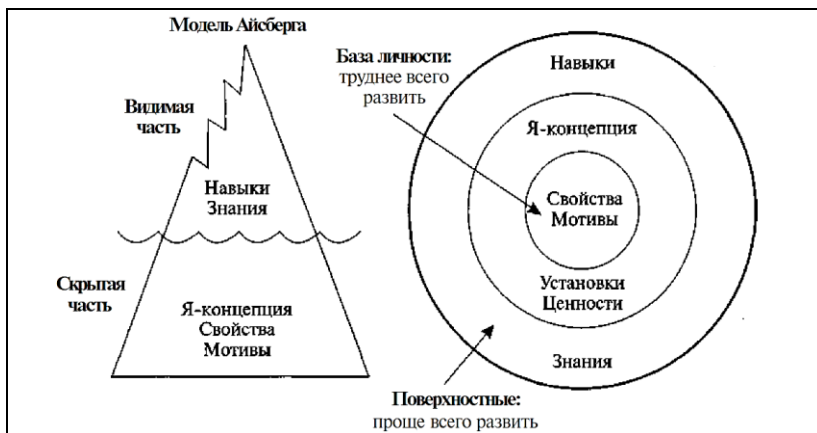 Модель Айсберга
Видимая
часть
Навыки
Знания
Скрытая
часть
Я-концепция
Свойства
Мотивы
База личности:
труднее всего
развить
Навыки
Я-концепция
Свойства
Мотивы
Установки
Ценности
Знания
Поверхностные:
проще всего развить